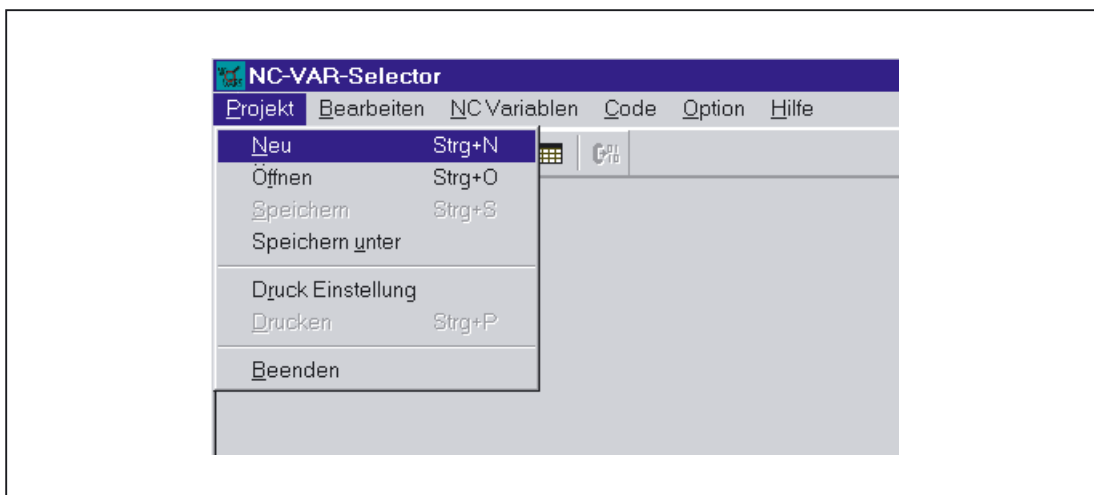 NC-VAR-Selector
Projekt Bearbeiten NC Variablen Code Option Hilfe
Neu Strg+N
Öffnen Strg+O
Speichern Strg+S
Speichern unter
Druck Einstellung
Drucken Strg+P
Beenden